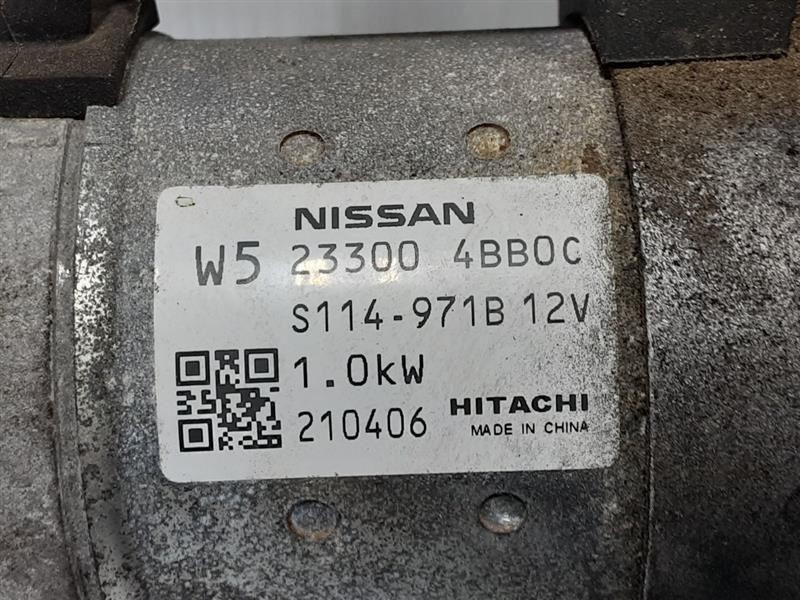 NISSAN
W5 23300 4BB0C
S114-971B 12V
1.0kW
210406 HITACHI
MADE IN CHINA